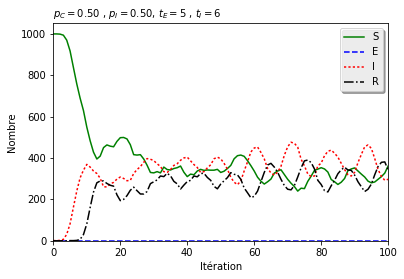 p_C = 0.50 , p_I = 0.50, t_E = 5 , t_I = 6
1000
800
600
400
200
0
0
20
40
60
80
100
Nombre
Itération
S
E
I
R